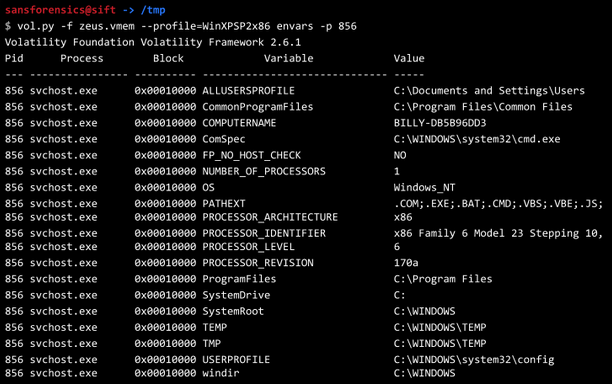 sansforensics@sift -> /tmp
$ vol.py -f zeus.vmem --profile=WinXPSP2x86 envars -p 856
Volatility Foundation Volatility Framework 2.6.1
Pid Process Block Variable Value
--- ---------------- ---------- ------------------------------ -----
856 svchost.exe 0x00010000 ALLUSERSPROFILE C:\Documents and Settings\Users
856 svchost.exe 0x00010000 CommonProgramFiles C:\Program Files\Common Files
856 svchost.exe 0x00010000 COMPUTERNAME BILLY-DB5B96DD3
856 svchost.exe 0x00010000 ComSpec C:\WINDOWS\system32\cmd.exe
856 svchost.exe 0x00010000 FP_NO_HOST_CHECK NO
856 svchost.exe 0x00010000 NUMBER_OF_PROCESSORS 1
856 svchost.exe 0x00010000 OS Windows_NT
856 svchost.exe 0x00010000 PATHEXT .COM;.EXE;.BAT;.CMD;.VBS;.VBE;.JS;
856 svchost.exe 0x00010000 PROCESSOR_ARCHITECTURE x86
856 svchost.exe 0x00010000 PROCESSOR_IDENTIFIER x86 Family 6 Model 23 Stepping 10,
856 svchost.exe 0x00010000 PROCESSOR_LEVEL 6
856 svchost.exe 0x00010000 PROCESSOR_REVISION 170a
856 svchost.exe 0x00010000 ProgramFiles C:\Program Files
856 svchost.exe 0x00010000 SystemDrive C:
856 svchost.exe 0x00010000 SystemRoot C:\WINDOWS
856 svchost.exe 0x00010000 TEMP C:\WINDOWS\TEMP
856 svchost.exe 0x00010000 TMP C:\WINDOWS\TEMP
856 svchost.exe 0x00010000 USERPROFILE C:\WINDOWS\system32\config
856 svchost.exe 0x00010000 windir C:\WINDOWS